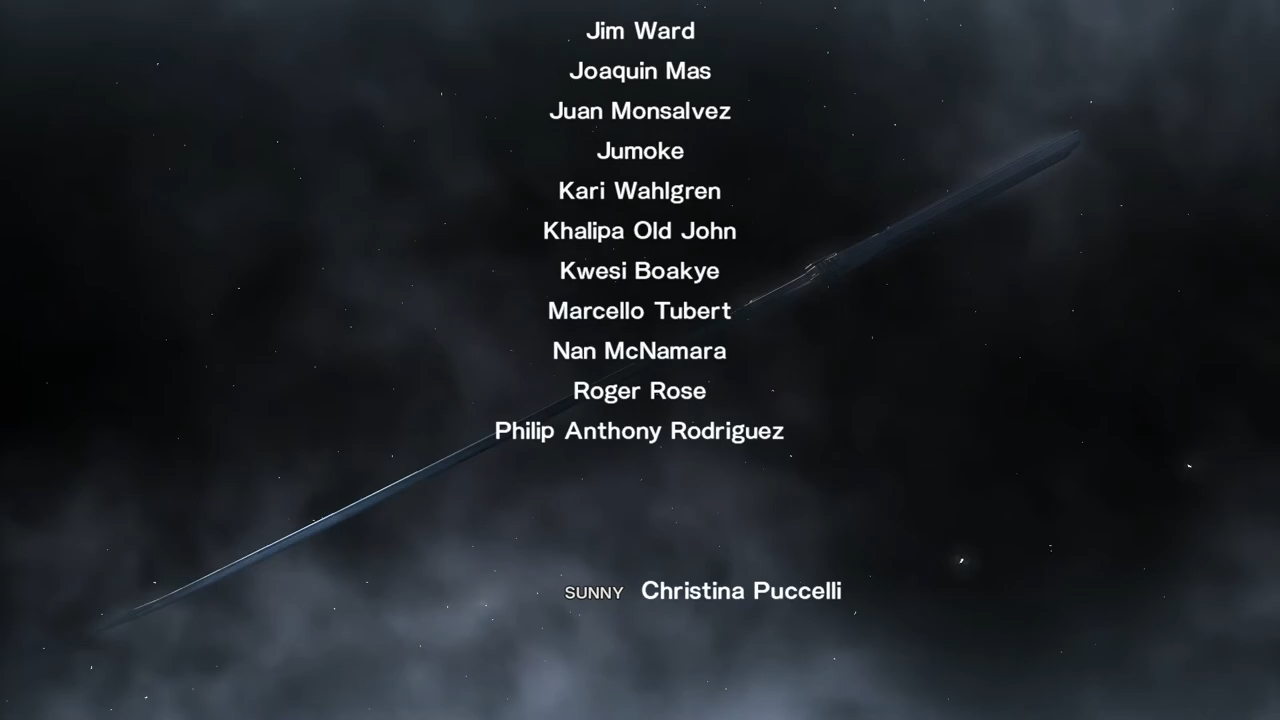 Jim Ward
Joaquin Mas
Juan Monsalvez
Jumoke
Kari Wahlgren
Khalipa Old John
Kwesi Boakye
Marcello Tubert
Nan McNamara
Roger Rose
Philip Anthony Rodriguez
SUNNY Christina Puccelli